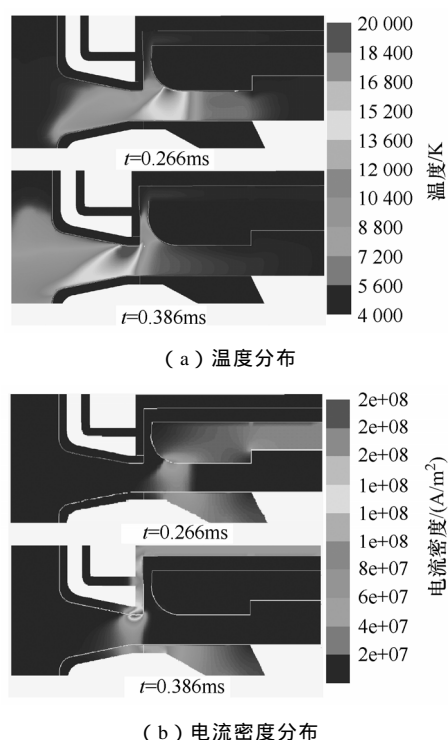 20 000
18 400
16 800
15 200
13 600
12 000
10 400
8 800
7 200
5 600
4 000
温度/K
t=0.266ms
t=0.386ms
(a)温度分布
2e+08
2e+08
2e+08
1e+08
1e+08
1e+08
8e+07
6e+07
4e+07
2e+07
电流密度/(A/m²)
t=0.266ms
t=0.386ms
(b)电流密度分布